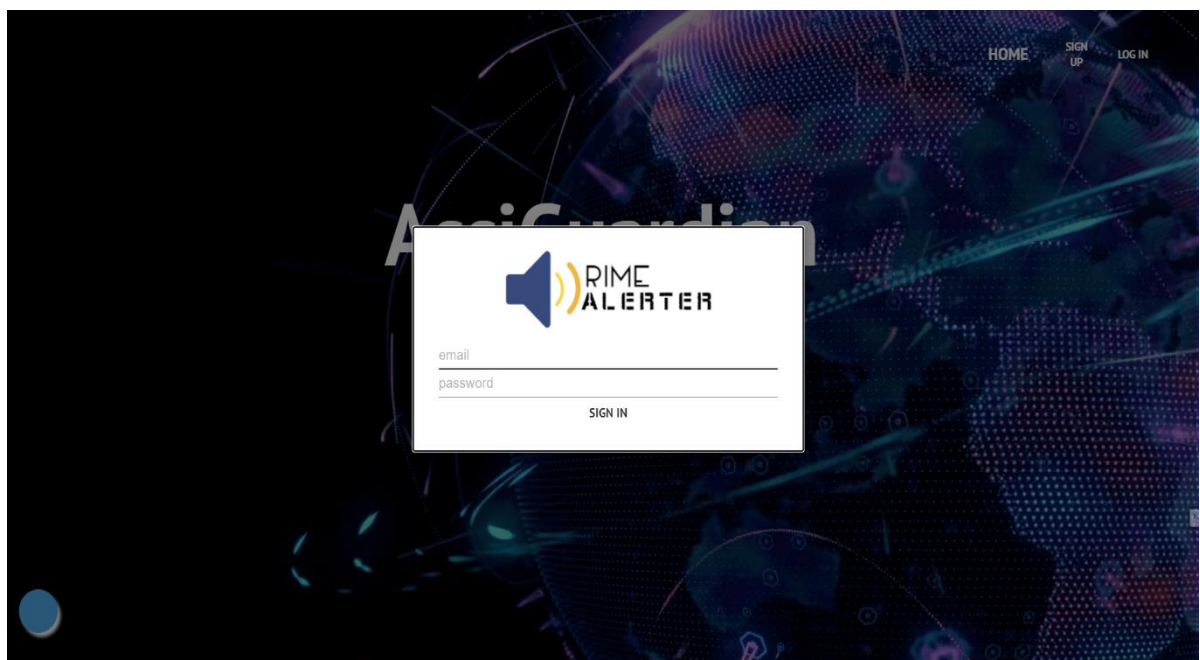 HOME
SIGN
UP
LOG IN
RIME
ALERTER
email
password
SIGN IN